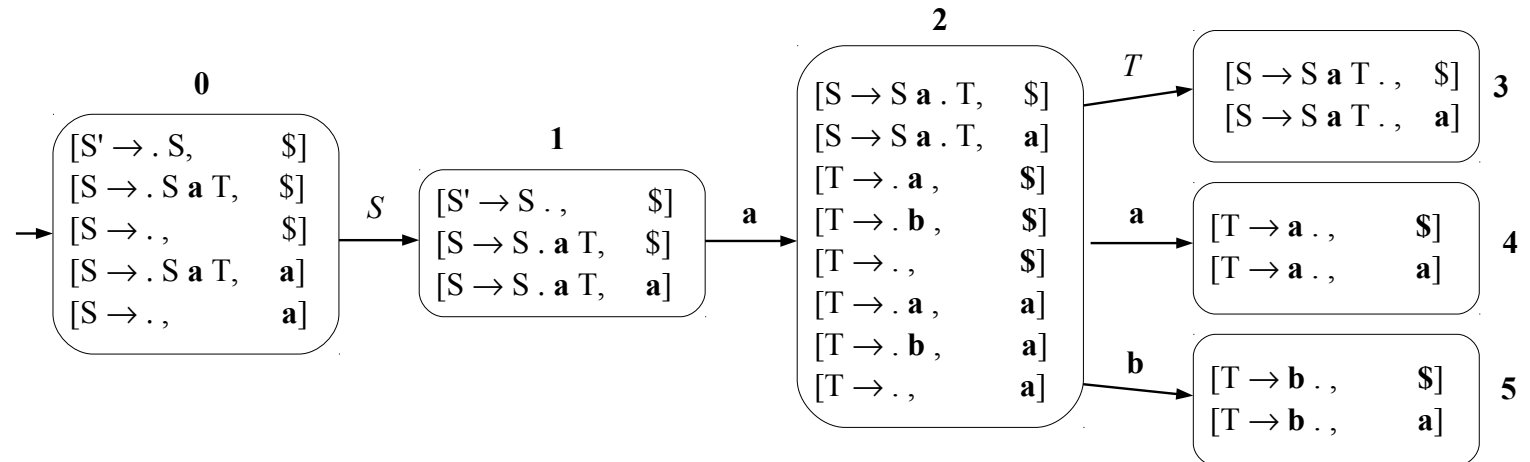 0
[S' → . S, $]
[S → . S a T, $]
[S → . , $]
[S → . S a T, a]
[S → . , a]
S
1
[S' → S . , $]
[S → S . a T, $]
[S → S . a T, a]
a
2
[S → S a . T, $]
[S → S a . T, a]
[T → . a , $]
[T → . b , $]
[T → . , $]
[T → . a , a]
[T → . b , a]
[T → . , a]
T
[S → S a T . , $]
[S → S a T . , a]
3
a
[T → a . , $]
[T → a . , a]
4
b
[T → b . , $]
[T → b . , a]
5